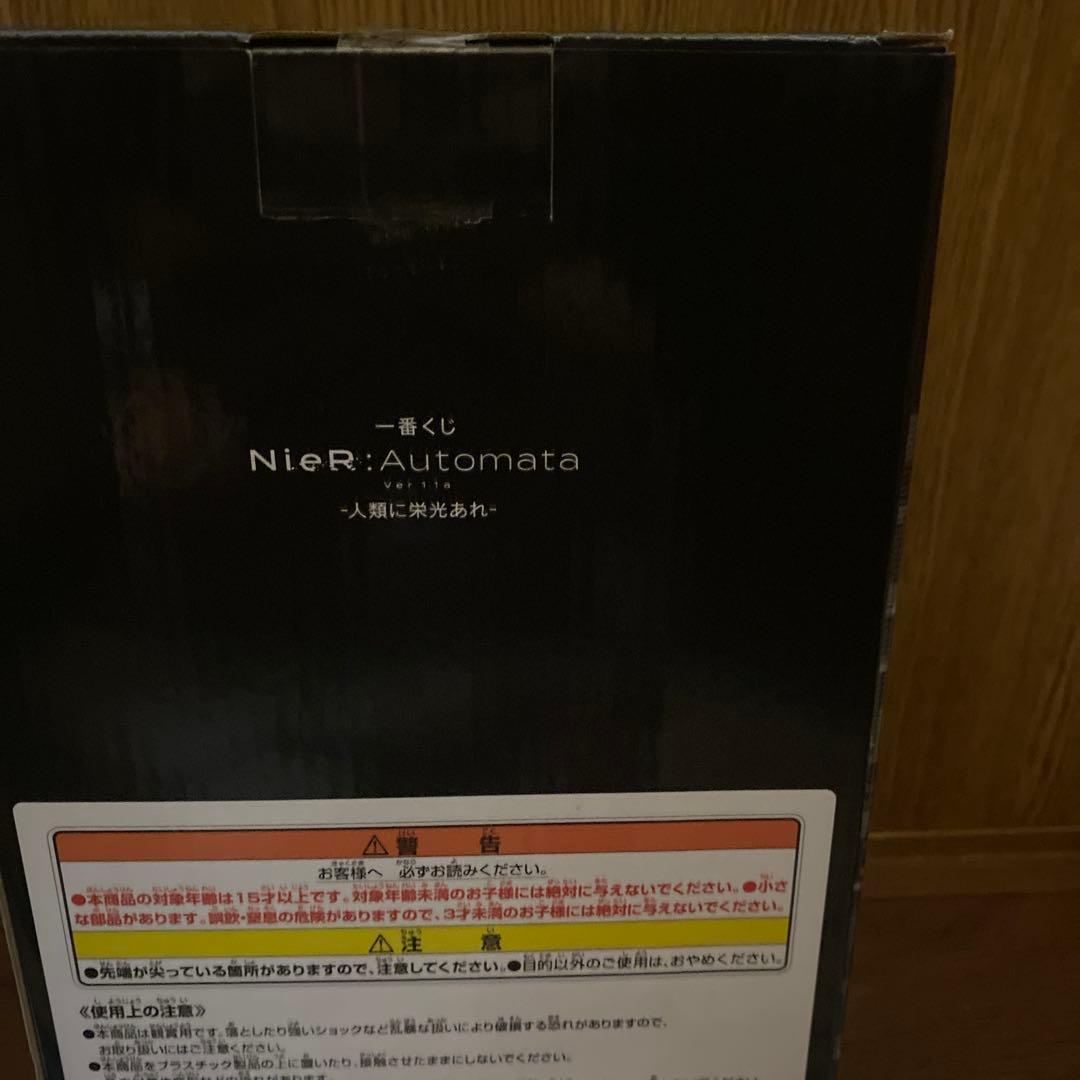 一番くじ
NieR:Automata
Ver1.1a
-人類に栄光あれ-
警告
お客様へ 必ずお読みください。
●本商品の対象年齢は15才以上です。対象年齢未満のお子様には絶対に与えないでください。●小さ
な部品があります。誤飲・窒息の危険がありますので、3才未満のお子様には絶対に与えないでください。
注意
●先端が尖っている箇所がありますので、注意してください。●目的以外のご使用は、おやめください。
《使用上の注意》
●本商品は観賞用です。落としたり強いショックなど乱暴な扱いにより破損する恐れがありますので、
お取り扱いにはご注意ください。
●本商品をプラスチック製品の上に置いたり、接触させたままにしないでください。